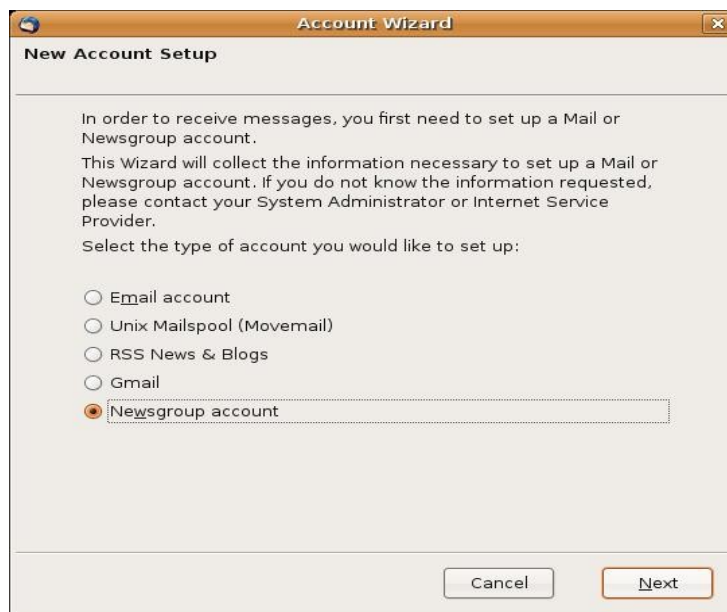 Account Wizard
New Account Setup
In order to receive messages, you first need to set up a Mail or
Newsgroup account.
This Wizard will collect the information necessary to set up a Mail or
Newsgroup account. If you do not know the information requested,
please contact your System Administrator or Internet Service
Provider.
Select the type of account you would like to set up:
Email account
Unix Mailspool (Movemail)
RSS News & Blogs
Gmail
Newsgroup account
Cancel
Next